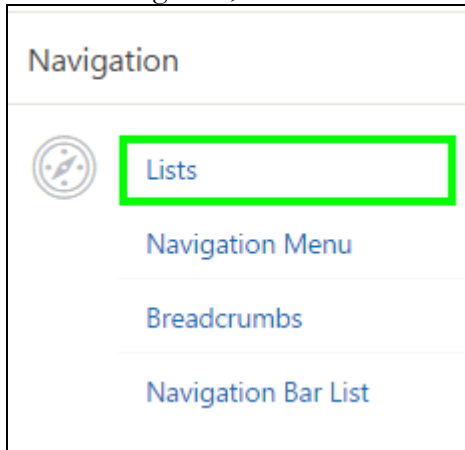 Navigation
Lists
Navigation Menu
Breadcrumbs
Navigation Bar List